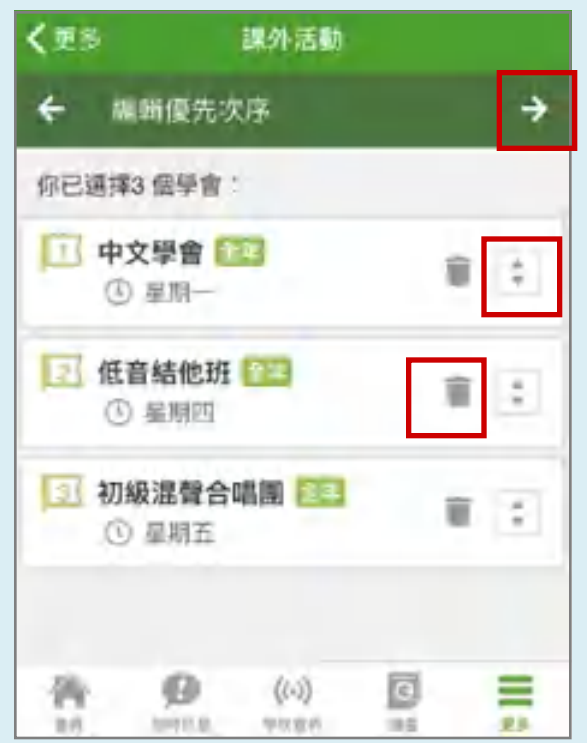 更多 課外活動
編輯優先次序
你已選擇3 個學會：
1 中文學會 全年
星期一
2 低音結他班 全年
星期四
3 初級混聲合唱團 全年
星期五
更多